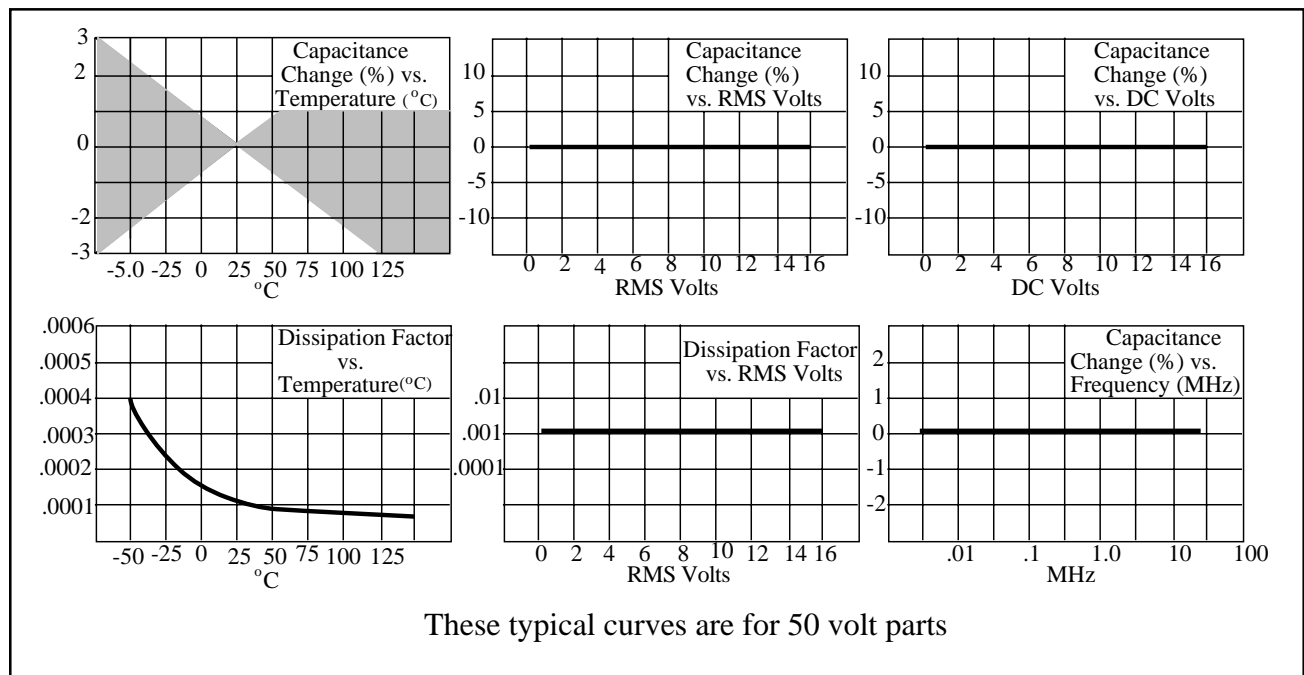 Capacitance
Change (%) vs.
Temperature (°C)
3
2
0
-2
-3
-5.0 -25 0 25 50 75 100 125
°C
Capacitance
Change (%)
vs. RMS Volts
10
5
0
-5
-10
0 2 4 6 8 10 12 14 16
RMS Volts
Capacitance
Change (%)
vs. DC Volts
10
5
0
-5
-10
0 2 4 6 8 10 12 14 16
DC Volts
Dissipation Factor
vs.
Temperature(°C)
.0006
.0005
.0004
.0003
.0002
.0001
-50 -25 0 25 50 75 100 125
°C
Dissipation Factor
vs. RMS Volts
.01
.001
.0001
0 2 4 6 8 10 12 14 16
RMS Volts
Capacitance
Change (%) vs.
Frequency (MHz)
2
1
0
-1
-2
.01 .1 1.0 10 100
MHz
These typical curves are for 50 volt parts